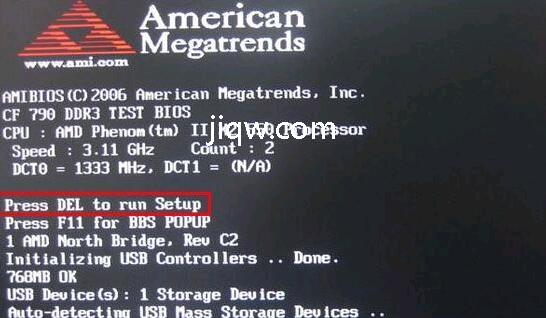 American
Megatrends
www.ami.com
AMIBIOS(C)2006 American Megatrends, Inc.
CF 790 DDR3 TEST BIOS
CPU : AMD Phenom(tm) II X2 550 Processor
jiqw.com
Speed : 3.11 GHz Count : 2
DCT0 = 1333 MHz, DCT1 = (N/A)
Press DEL to run Setup
Press F11 for BBS POPUP
1 AMD North Bridge, Rev C2
Initializing USB Controllers .. Done.
768MB OK
USB Device(s): 1 Storage Device
Auto-detecting USB Mass Storage Devices ..